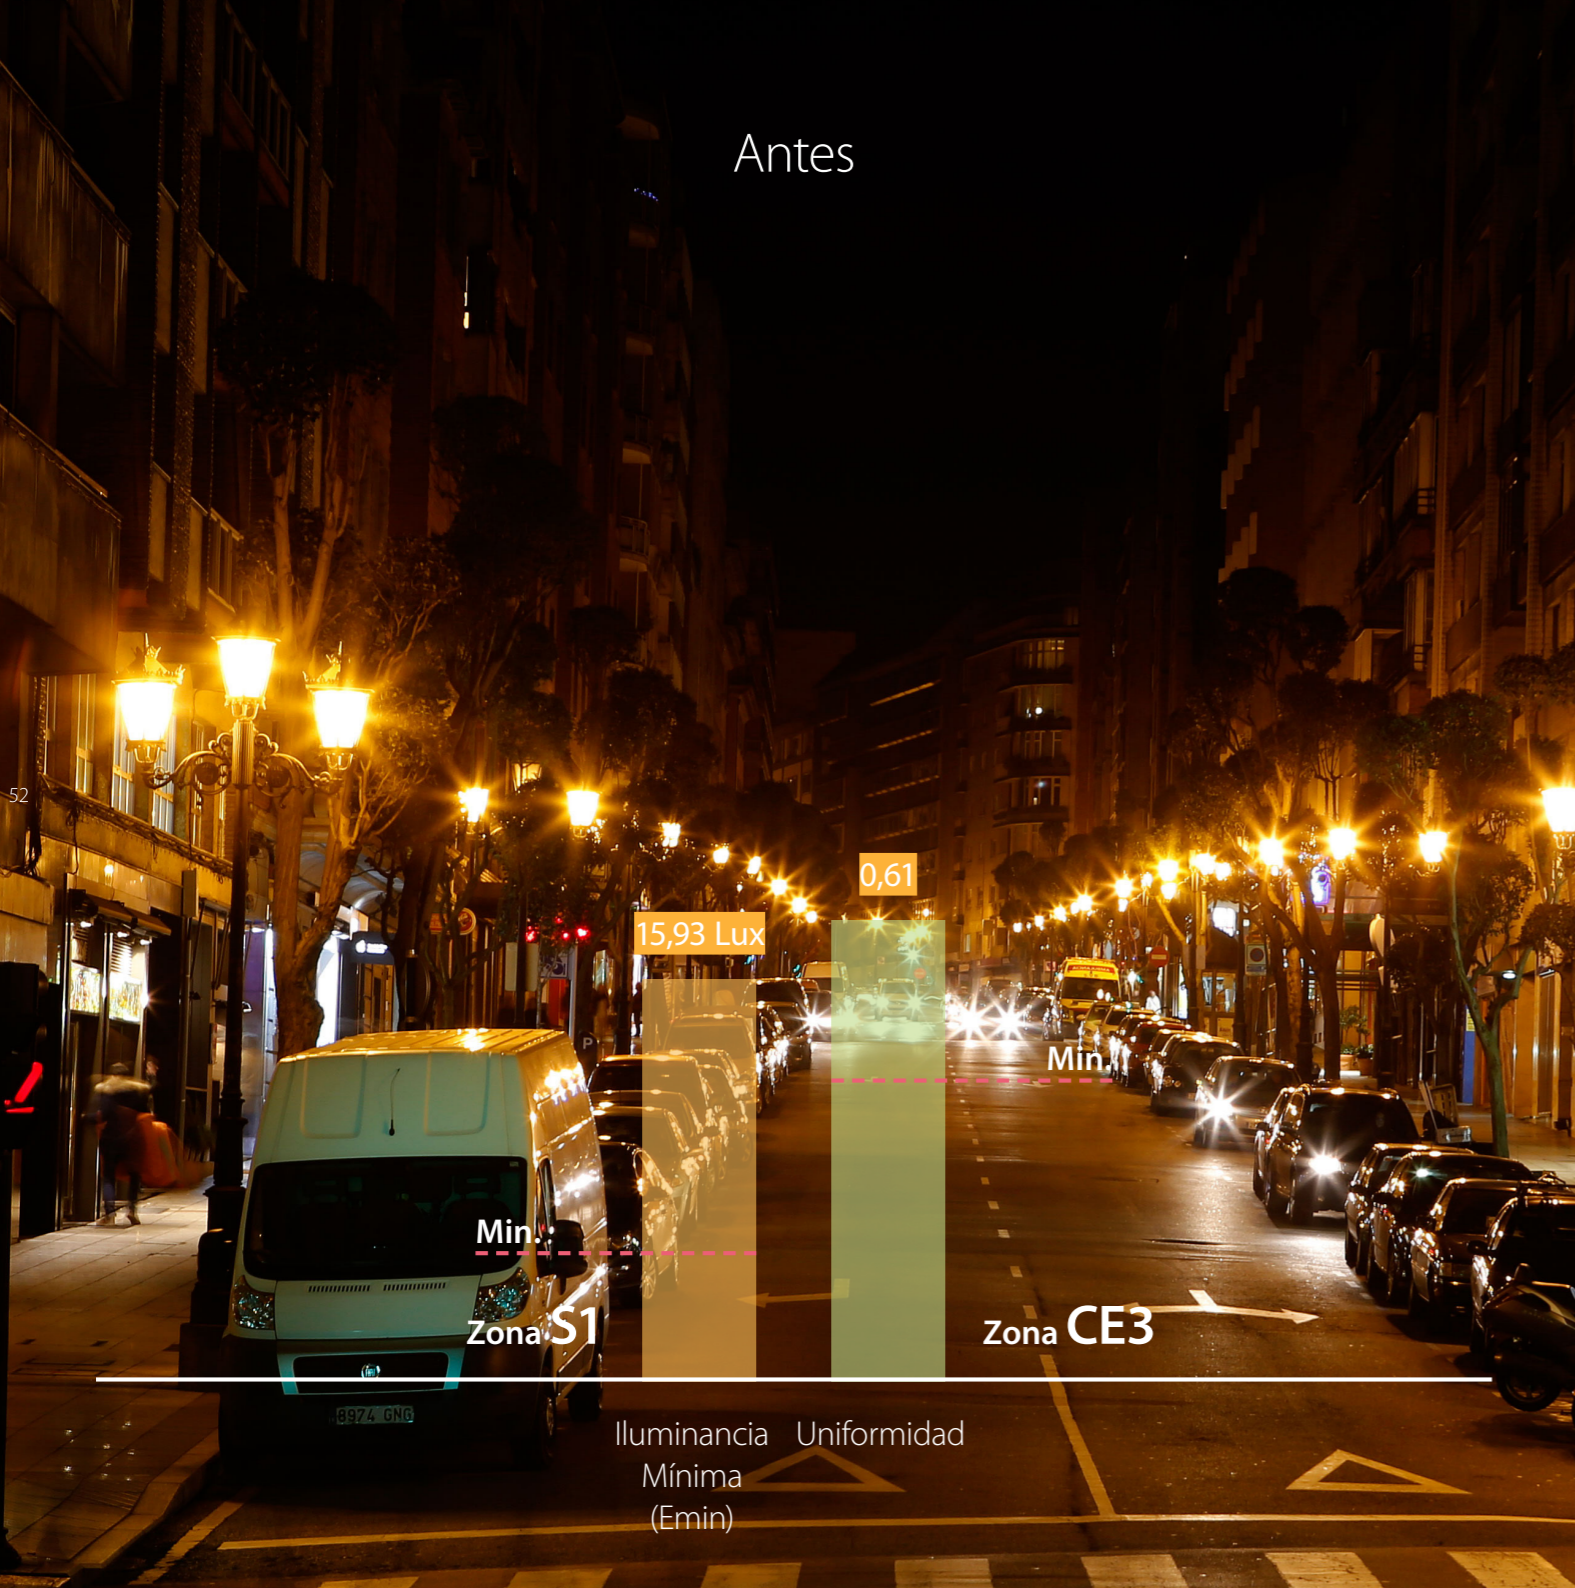 Antes
52
0,61
15,93 Lux
Min.
Min.
Zona S1
Zona CE3
8974 GNG
Iluminancia Uniformidad
Mínima
(Emin)